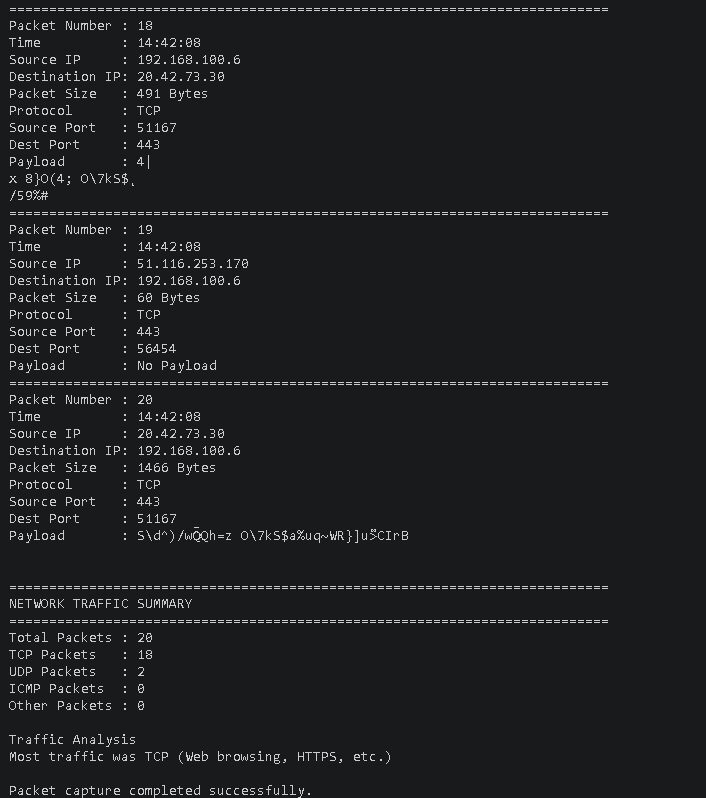 ===========================================================================
Packet Number : 18
Time          : 14:42:08
Source IP     : 192.168.100.6
Destination IP: 20.42.73.30
Packet Size   : 491 Bytes
Protocol      : TCP
Source Port   : 51167
Dest Port     : 443
Payload       : 4|
x 8}O(4; O\7kS$˛
/59%#
===========================================================================
Packet Number : 19
Time          : 14:42:08
Source IP     : 51.116.253.170
Destination IP: 192.168.100.6
Packet Size   : 60 Bytes
Protocol      : TCP
Source Port   : 443
Dest Port     : 56454
Payload       : No Payload
===========================================================================
Packet Number : 20
Time          : 14:42:08
Source IP     : 20.42.73.30
Destination IP: 192.168.100.6
Packet Size   : 1466 Bytes
Protocol      : TCP
Source Port   : 443
Dest Port     : 51167
Payload       : O\7kS$a%uq~WR}]
===========================================================================
NETWORK TRAFFIC SUMMARY
===========================================================================
Total Packets : 20
TCP Packets   : 18
UDP Packets   : 2
ICMP Packets  : 0
Other Packets : 0
Traffic Analysis
Most traffic was TCP (Web browsing, HTTPS, etc.)
Packet capture completed successfully.